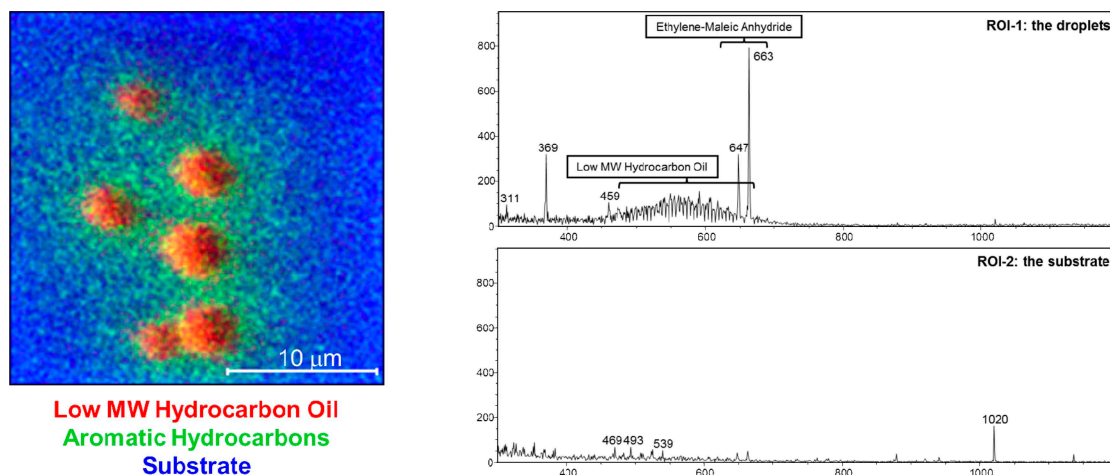 10 μm
Low MW Hydrocarbon Oil
Aromatic Hydrocarbons
Substrate
ROI-1: the droplets
Ethylene-Maleic Anhydride
800
663
600
400
369
647
Low MW Hydrocarbon Oil
200
311
459
0
400 600 800 1000
ROI-2: the substrate
800
600
400
200
469 493 539
1020
0
400 600 800 1000